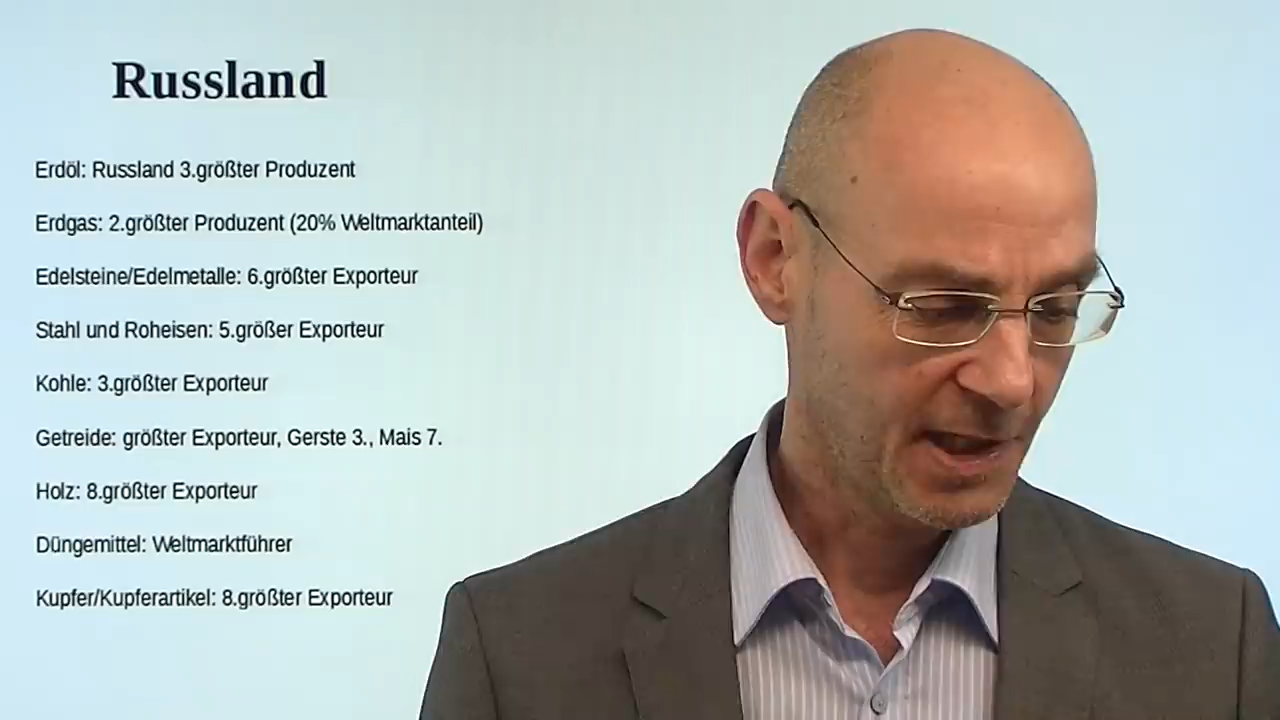 Russland
Erdöl: Russland 3.größter Produzent
Erdgas: 2.größter Produzent (20% Weltmarktanteil)
Edelsteine/Edelmetalle: 6.größter Exporteur
Stahl und Roheisen: 5.größer Exporteur
Kohle: 3.größter Exporteur
Getreide: größter Exporteur, Gerste 3., Mais 7.
Holz: 8.größter Exporteur
Düngemittel: Weltmarktführer
Kupfer/Kupferartikel: 8.größter Exporteur